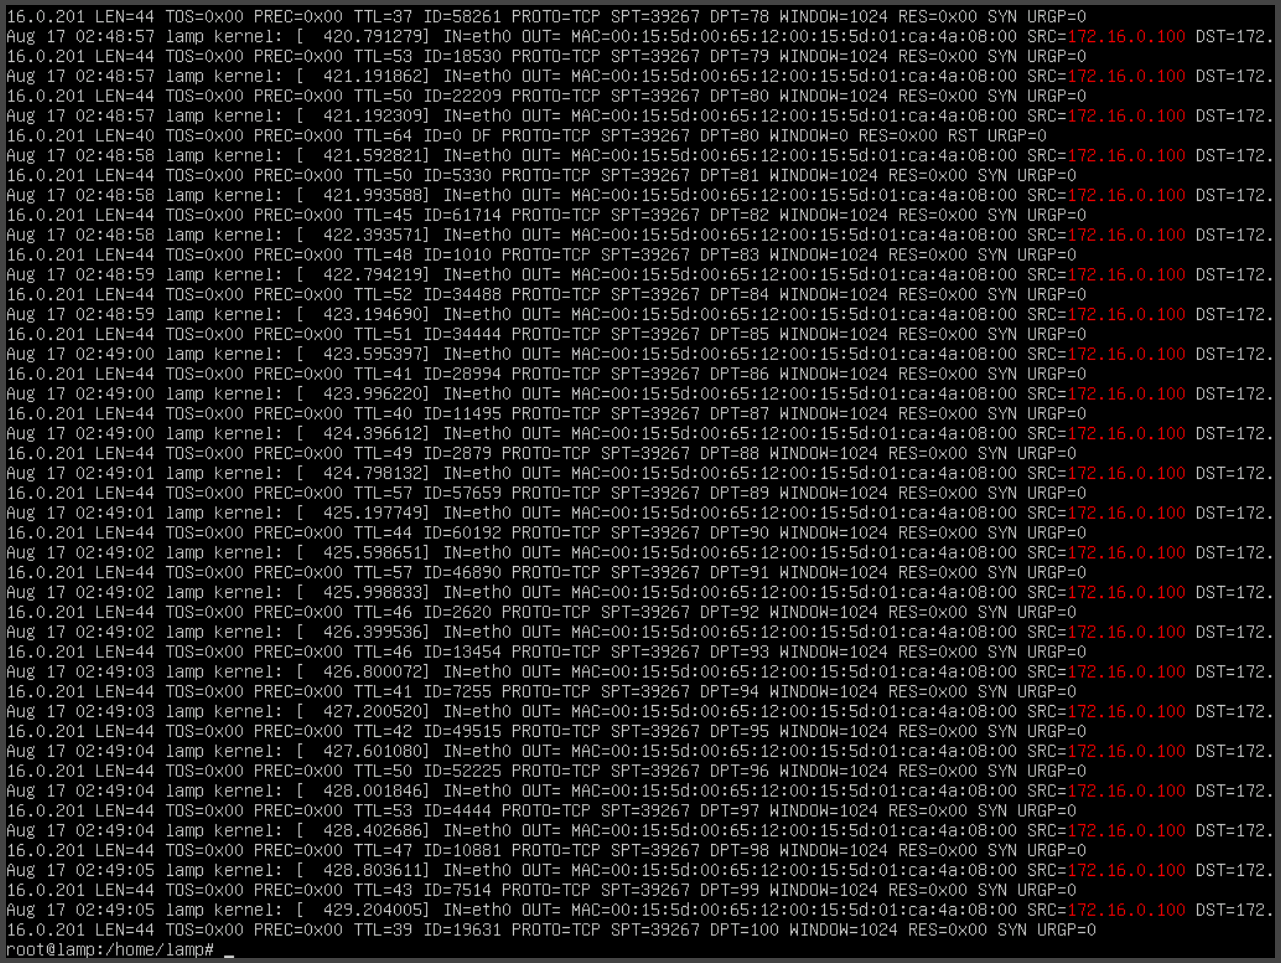 16.0.201 LEN=44 TOS=0x00 PREC=0x00 TTL=37 ID=58261 PROTO=TCP SPT=39267 DPT=78 WINDOW=1024 RES=0x00 SYN URGP=0
Aug 17 02:48:57 lamp kernel: [  420.791279] IN=eth0 OUT= MAC=00:15:5d:00:65:12:00:15:5d:01:ca:4a:08:00 SRC=172.16.0.100 DST=172.
16.0.201 LEN=44 TOS=0x00 PREC=0x00 TTL=53 ID=18530 PROTO=TCP SPT=39267 DPT=79 WINDOW=1024 RES=0x00 SYN URGP=0
Aug 17 02:48:57 lamp kernel: [  421.191862] IN=eth0 OUT= MAC=00:15:5d:00:65:12:00:15:5d:01:ca:4a:08:00 SRC=172.16.0.100 DST=172.
16.0.201 LEN=44 TOS=0x00 PREC=0x00 TTL=50 ID=22209 PROTO=TCP SPT=39267 DPT=80 WINDOW=1024 RES=0x00 SYN URGP=0
Aug 17 02:48:57 lamp kernel: [  421.192309] IN=eth0 OUT= MAC=00:15:5d:00:65:12:00:15:5d:01:ca:4a:08:00 SRC=172.16.0.100 DST=172.
16.0.201 LEN=40 TOS=0x00 PREC=0x00 TTL=64 ID=0 DF PROTO=TCP SPT=39267 DPT=80 WINDOW=0 RES=0x00 RST URGP=0
Aug 17 02:48:58 lamp kernel: [  421.592821] IN=eth0 OUT= MAC=00:15:5d:00:65:12:00:15:5d:01:ca:4a:08:00 SRC=172.16.0.100 DST=172.
16.0.201 LEN=44 TOS=0x00 PREC=0x00 TTL=50 ID=5330 PROTO=TCP SPT=39267 DPT=81 WINDOW=1024 RES=0x00 SYN URGP=0
Aug 17 02:48:58 lamp kernel: [  421.993588] IN=eth0 OUT= MAC=00:15:5d:00:65:12:00:15:5d:01:ca:4a:08:00 SRC=172.16.0.100 DST=172.
16.0.201 LEN=44 TOS=0x00 PREC=0x00 TTL=45 ID=61714 PROTO=TCP SPT=39267 DPT=82 WINDOW=1024 RES=0x00 SYN URGP=0
Aug 17 02:48:58 lamp kernel: [  422.393571] IN=eth0 OUT= MAC=00:15:5d:00:65:12:00:15:5d:01:ca:4a:08:00 SRC=172.16.0.100 DST=172.
16.0.201 LEN=44 TOS=0x00 PREC=0x00 TTL=48 ID=1010 PROTO=TCP SPT=39267 DPT=83 WINDOW=1024 RES=0x00 SYN URGP=0
Aug 17 02:48:59 lamp kernel: [  422.794219] IN=eth0 OUT= MAC=00:15:5d:00:65:12:00:15:5d:01:ca:4a:08:00 SRC=172.16.0.100 DST=172.
16.0.201 LEN=44 TOS=0x00 PREC=0x00 TTL=52 ID=34488 PROTO=TCP SPT=39267 DPT=84 WINDOW=1024 RES=0x00 SYN URGP=0
Aug 17 02:48:59 lamp kernel: [  423.194690] IN=eth0 OUT= MAC=00:15:5d:00:65:12:00:15:5d:01:ca:4a:08:00 SRC=172.16.0.100 DST=172.
16.0.201 LEN=44 TOS=0x00 PREC=0x00 TTL=51 ID=34444 PROTO=TCP SPT=39267 DPT=85 WINDOW=1024 RES=0x00 SYN URGP=0
Aug 17 02:49:00 lamp kernel: [  423.595397] IN=eth0 OUT= MAC=00:15:5d:00:65:12:00:15:5d:01:ca:4a:08:00 SRC=172.16.0.100 DST=172.
16.0.201 LEN=44 TOS=0x00 PREC=0x00 TTL=41 ID=28994 PROTO=TCP SPT=39267 DPT=86 WINDOW=1024 RES=0x00 SYN URGP=0
Aug 17 02:49:00 lamp kernel: [  423.996220] IN=eth0 OUT= MAC=00:15:5d:00:65:12:00:15:5d:01:ca:4a:08:00 SRC=172.16.0.100 DST=172.
16.0.201 LEN=44 TOS=0x00 PREC=0x00 TTL=40 ID=11495 PROTO=TCP SPT=39267 DPT=87 WINDOW=1024 RES=0x00 SYN URGP=0
Aug 17 02:49:00 lamp kernel: [  424.396612] IN=eth0 OUT= MAC=00:15:5d:00:65:12:00:15:5d:01:ca:4a:08:00 SRC=172.16.0.100 DST=172.
16.0.201 LEN=44 TOS=0x00 PREC=0x00 TTL=49 ID=2879 PROTO=TCP SPT=39267 DPT=88 WINDOW=1024 RES=0x00 SYN URGP=0
Aug 17 02:49:01 lamp kernel: [  424.798132] IN=eth0 OUT= MAC=00:15:5d:00:65:12:00:15:5d:01:ca:4a:08:00 SRC=172.16.0.100 DST=172.
16.0.201 LEN=44 TOS=0x00 PREC=0x00 TTL=57 ID=57659 PROTO=TCP SPT=39267 DPT=89 WINDOW=1024 RES=0x00 SYN URGP=0
Aug 17 02:49:01 lamp kernel: [  425.197749] IN=eth0 OUT= MAC=00:15:5d:00:65:12:00:15:5d:01:ca:4a:08:00 SRC=172.16.0.100 DST=172.
16.0.201 LEN=44 TOS=0x00 PREC=0x00 TTL=44 ID=60192 PROTO=TCP SPT=39267 DPT=90 WINDOW=1024 RES=0x00 SYN URGP=0
Aug 17 02:49:02 lamp kernel: [  425.598651] IN=eth0 OUT= MAC=00:15:5d:00:65:12:00:15:5d:01:ca:4a:08:00 SRC=172.16.0.100 DST=172.
16.0.201 LEN=44 TOS=0x00 PREC=0x00 TTL=57 ID=46890 PROTO=TCP SPT=39267 DPT=91 WINDOW=1024 RES=0x00 SYN URGP=0
Aug 17 02:49:02 lamp kernel: [  425.998833] IN=eth0 OUT= MAC=00:15:5d:00:65:12:00:15:5d:01:ca:4a:08:00 SRC=172.16.0.100 DST=172.
16.0.201 LEN=44 TOS=0x00 PREC=0x00 TTL=46 ID=2620 PROTO=TCP SPT=39267 DPT=92 WINDOW=1024 RES=0x00 SYN URGP=0
Aug 17 02:49:02 lamp kernel: [  426.399536] IN=eth0 OUT= MAC=00:15:5d:00:65:12:00:15:5d:01:ca:4a:08:00 SRC=172.16.0.100 DST=172.
16.0.201 LEN=44 TOS=0x00 PREC=0x00 TTL=46 ID=13454 PROTO=TCP SPT=39267 DPT=93 WINDOW=1024 RES=0x00 SYN URGP=0
Aug 17 02:49:03 lamp kernel: [  426.800072] IN=eth0 OUT= MAC=00:15:5d:00:65:12:00:15:5d:01:ca:4a:08:00 SRC=172.16.0.100 DST=172.
16.0.201 LEN=44 TOS=0x00 PREC=0x00 TTL=41 ID=7255 PROTO=TCP SPT=39267 DPT=94 WINDOW=1024 RES=0x00 SYN URGP=0
Aug 17 02:49:03 lamp kernel: [  427.200520] IN=eth0 OUT= MAC=00:15:5d:00:65:12:00:15:5d:01:ca:4a:08:00 SRC=172.16.0.100 DST=172.
16.0.201 LEN=44 TOS=0x00 PREC=0x00 TTL=42 ID=49515 PROTO=TCP SPT=39267 DPT=95 WINDOW=1024 RES=0x00 SYN URGP=0
Aug 17 02:49:04 lamp kernel: [  427.601080] IN=eth0 OUT= MAC=00:15:5d:00:65:12:00:15:5d:01:ca:4a:08:00 SRC=172.16.0.100 DST=172.
16.0.201 LEN=44 TOS=0x00 PREC=0x00 TTL=50 ID=52225 PROTO=TCP SPT=39267 DPT=96 WINDOW=1024 RES=0x00 SYN URGP=0
Aug 17 02:49:04 lamp kernel: [  428.001846] IN=eth0 OUT= MAC=00:15:5d:00:65:12:00:15:5d:01:ca:4a:08:00 SRC=172.16.0.100 DST=172.
16.0.201 LEN=44 TOS=0x00 PREC=0x00 TTL=53 ID=4444 PROTO=TCP SPT=39267 DPT=97 WINDOW=1024 RES=0x00 SYN URGP=0
Aug 17 02:49:04 lamp kernel: [  428.402686] IN=eth0 OUT= MAC=00:15:5d:00:65:12:00:15:5d:01:ca:4a:08:00 SRC=172.16.0.100 DST=172.
16.0.201 LEN=44 TOS=0x00 PREC=0x00 TTL=47 ID=10881 PROTO=TCP SPT=39267 DPT=98 WINDOW=1024 RES=0x00 SYN URGP=0
Aug 17 02:49:05 lamp kernel: [  428.803611] IN=eth0 OUT= MAC=00:15:5d:00:65:12:00:15:5d:01:ca:4a:08:00 SRC=172.16.0.100 DST=172.
16.0.201 LEN=44 TOS=0x00 PREC=0x00 TTL=43 ID=7514 PROTO=TCP SPT=39267 DPT=99 WINDOW=1024 RES=0x00 SYN URGP=0
Aug 17 02:49:05 lamp kernel: [  429.204005] IN=eth0 OUT= MAC=00:15:5d:00:65:12:00:15:5d:01:ca:4a:08:00 SRC=172.16.0.100 DST=172.
16.0.201 LEN=44 TOS=0x00 PREC=0x00 TTL=39 ID=19631 PROTO=TCP SPT=39267 DPT=100 WINDOW=1024 RES=0x00 SYN URGP=0
root@lamp:/home/lamp# _